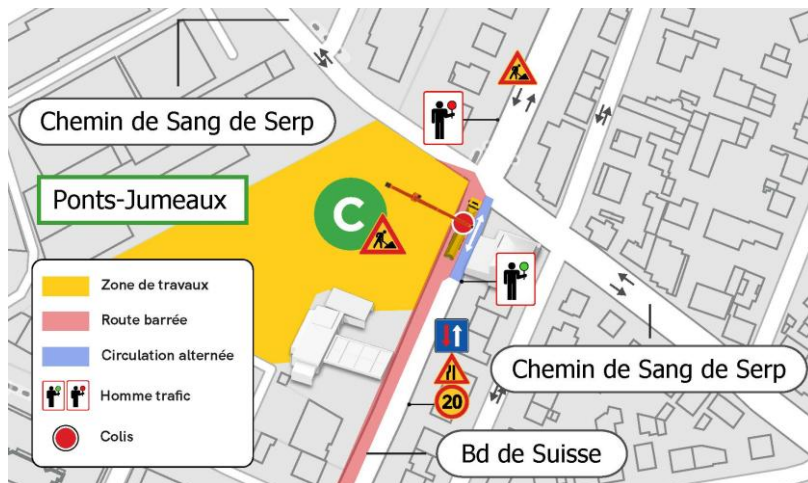 Chemin de Sang de Serp
Ponts-Jumeaux
C
Zone de travaux
Route barrée
Circulation alternée
Homme trafic
Colis
20
Chemin de Sang de Serp
Bd de Suisse